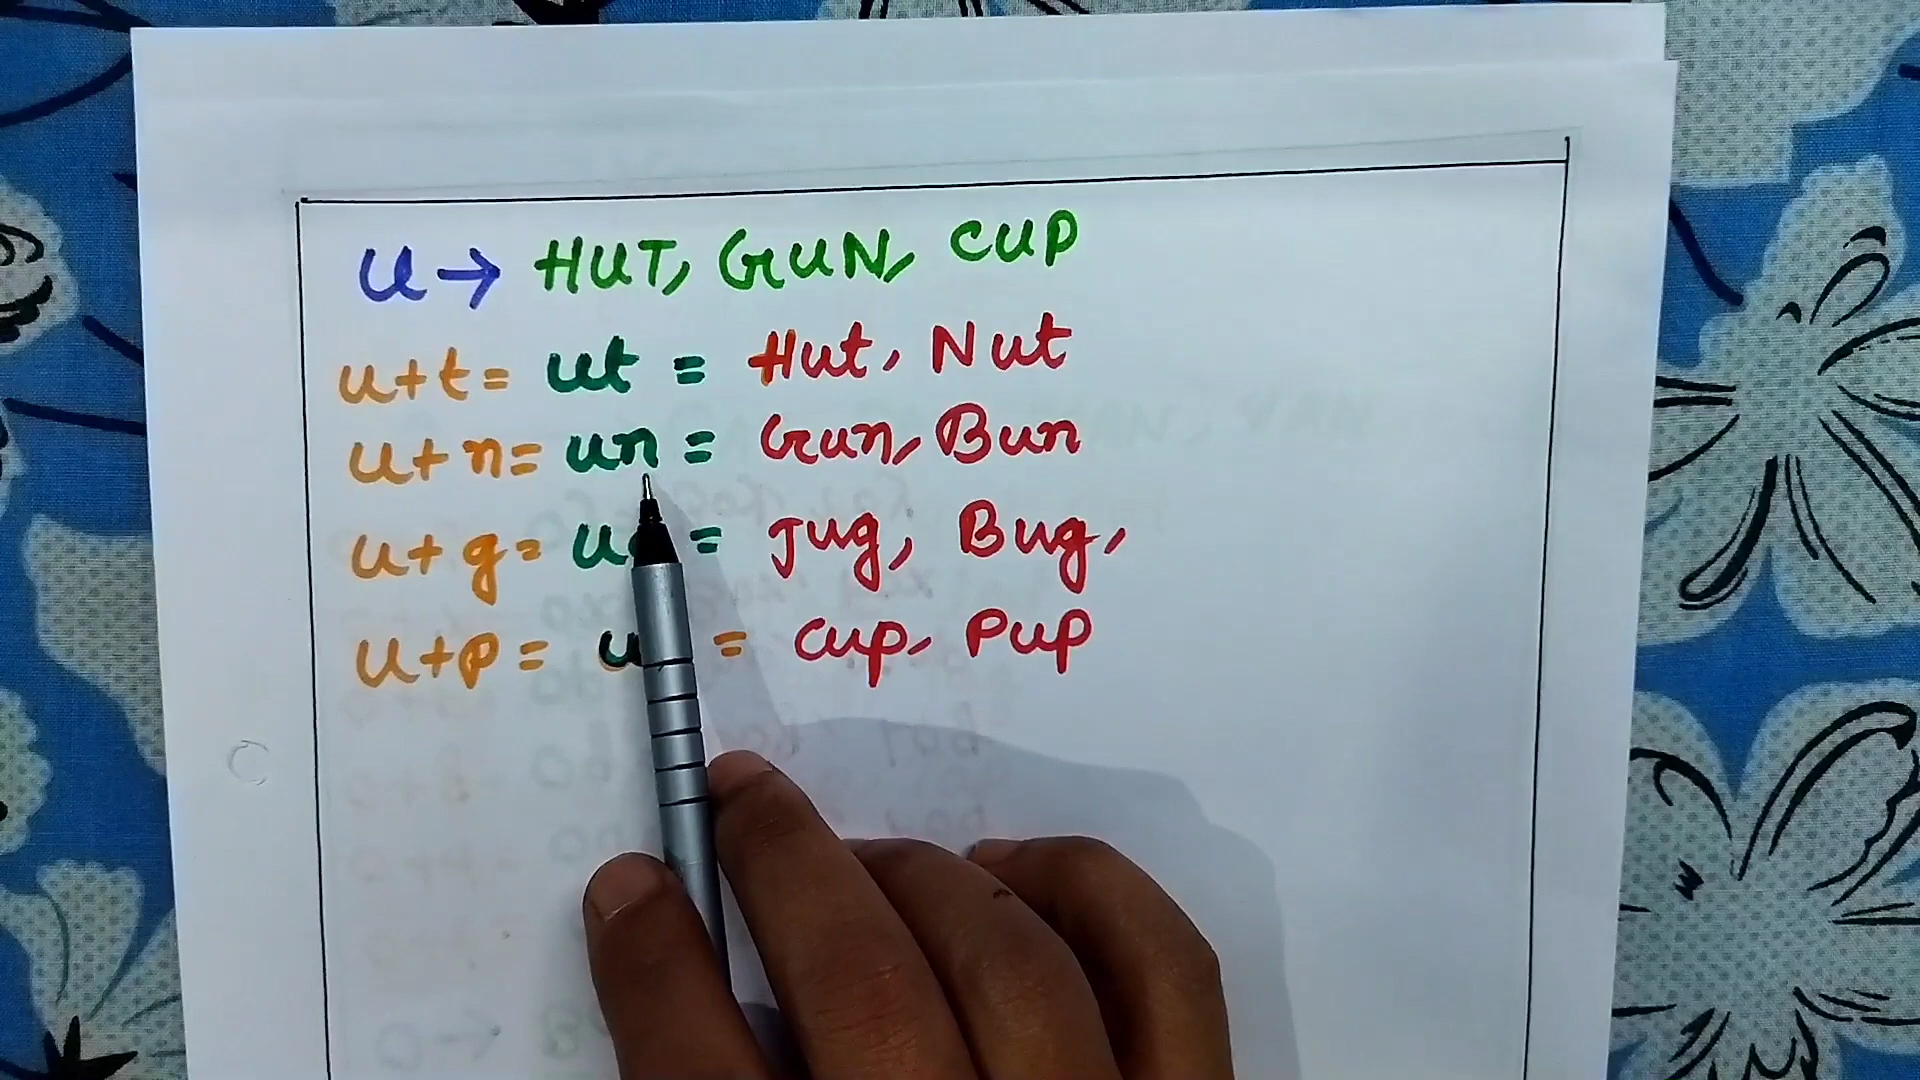 u → HUT, GUN, CUP
u+t= ut = Hut, Nut
u+n= un = Gun, Bun
u+g= = Jug, Bug,
u+p= = Cup, Pup